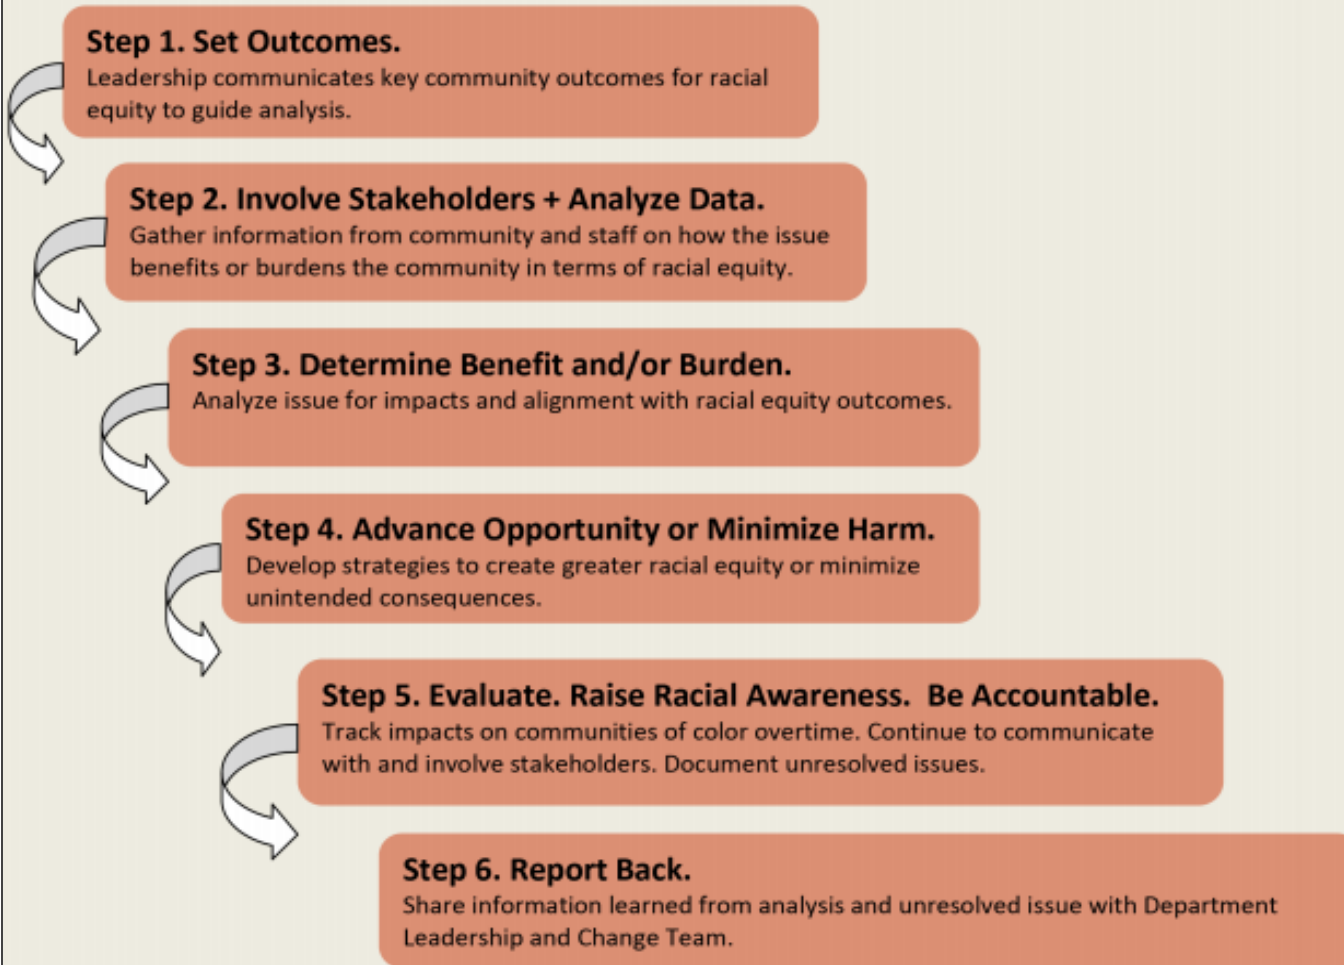 Step 1. Set Outcomes.
Leadership communicates key community outcomes for racial
equity to guide analysis.
Step 2. Involve Stakeholders + Analyze Data.
Gather information from community and staff on how the issue
benefits or burdens the community in terms of racial equity.
Step 3. Determine Benefit and/or Burden.
Analyze issue for impacts and alignment with racial equity outcomes.
Step 4. Advance Opportunity or Minimize Harm.
Develop strategies to create greater racial equity or minimize
unintended consequences.
Step 5. Evaluate. Raise Racial Awareness.  Be Accountable.
Track impacts on communities of color overtime. Continue to communicate
with and involve stakeholders. Document unresolved issues.
Step 6. Report Back.
Share information learned from analysis and unresolved issue with Department
Leadership and Change Team.